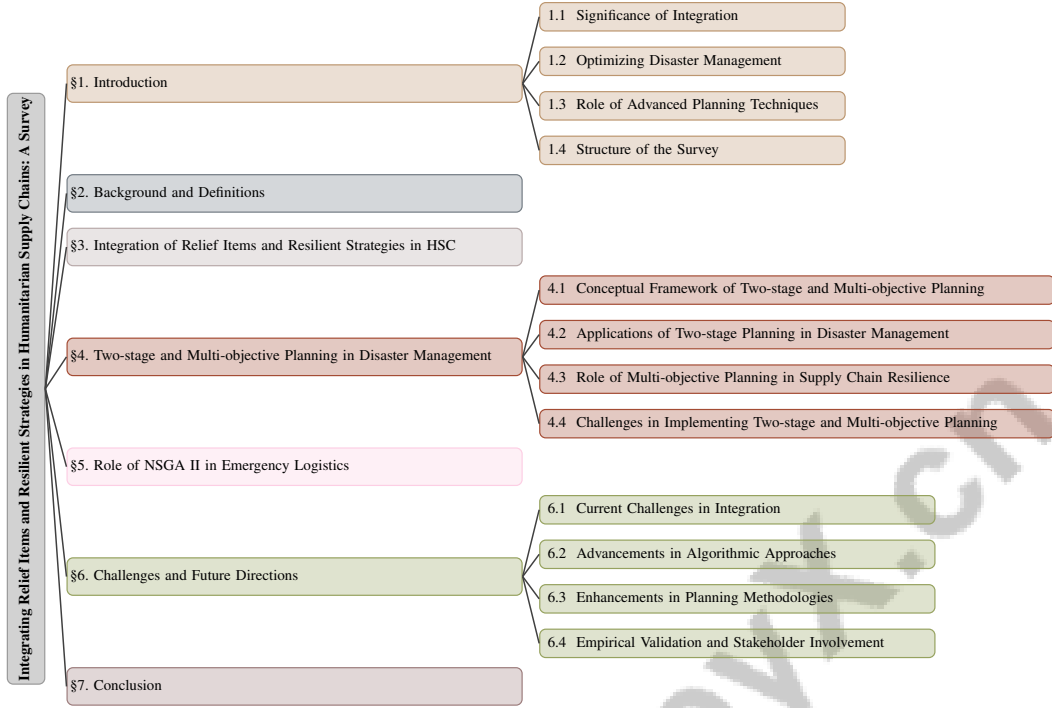 Integrating Relief Items and Resilient Strategies in Humanitarian Supply Chains: A Survey
§1. Introduction
1.1 Significance of Integration
1.2 Optimizing Disaster Management
1.3 Role of Advanced Planning Techniques
1.4 Structure of the Survey
§2. Background and Definitions
§3. Integration of Relief Items and Resilient Strategies in HSC
§4. Two-stage and Multi-objective Planning in Disaster Management
4.1 Conceptual Framework of Two-stage and Multi-objective Planning
4.2 Applications of Two-stage Planning in Disaster Management
4.3 Role of Multi-objective Planning in Supply Chain Resilience
4.4 Challenges in Implementing Two-stage and Multi-objective Planning
§5. Role of NSGA II in Emergency Logistics
§6. Challenges and Future Directions
6.1 Current Challenges in Integration
6.2 Advancements in Algorithmic Approaches
6.3 Enhancements in Planning Methodologies
6.4 Empirical Validation and Stakeholder Involvement
§7. Conclusion